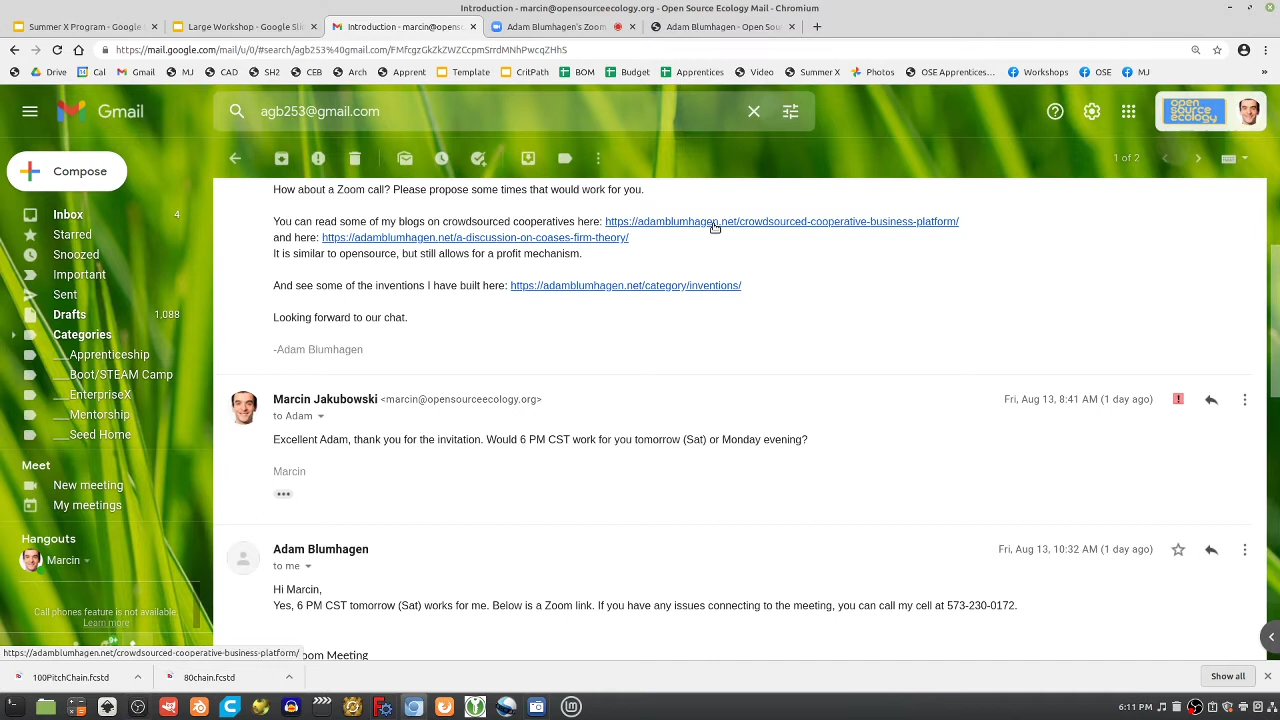 Introduction - marcin@opensourceecology.org - Open Source Ecology Mail - Chromium
Summer X Program - Google S
Large Workshop - Google Sl
Introduction - marcin@opens
Adam Blumhagen's Zoom
Adam Blumhagen - Open Sou
https://mail.google.com/mail/u/0/#search/agb253%40gmail.com/FMfcgzGkZkZWZCcpmSrrdMNhPwcqZHhS
Drive
Cal
Gmail
MJ
CAD
SH2
CEB
Arch
Apprent
Template
CritPath
BOM
Budget
Apprentices
Video
Summer X
Photos
OSE Apprentices...
Workshops
OSE
MJ
»
Gmail
agb253@gmail.com
open source ecology
Compose
1 of 2
Inbox 4
Starred
Snoozed
Important
Sent
Drafts 1,088
Categories
___Apprenticeship
___Boot/STEAM Camp
___EnterpriseX
___Mentorship
___Seed Home
Meet
New meeting
My meetings
Hangouts
Marcin
Call phones feature is not available
Learn more
How about a Zoom call? Please propose some times that would work for you.
You can read some of my blogs on crowdsourced cooperatives here: https://adamblumhagen.net/crowdsourced-cooperative-business-platform/
and here: https://adamblumhagen.net/a-discussion-on-coases-firm-theory/
It is similar to opensource, but still allows for a profit mechanism.
And see some of the inventions I have built here: https://adamblumhagen.net/category/inventions/
Looking forward to our chat.
-Adam Blumhagen
Marcin Jakubowski <marcin@opensourceecology.org>
Fri, Aug 13, 8:41 AM (1 day ago)
to Adam
Excellent Adam, thank you for the invitation. Would 6 PM CST work for you tomorrow (Sat) or Monday evening?
Marcin
Adam Blumhagen
Fri, Aug 13, 10:32 AM (1 day ago)
to me
Hi Marcin,
Yes, 6 PM CST tomorrow (Sat) works for me. Below is a Zoom link. If you have any issues connecting to the meeting, you can call my cell at 573-230-0172.
oom Meeting
https://adamblumhagen.net/crowdsourced-cooperative-business-platform/
100PitchChain.fcstd
80chain.fcstd
Show all
6:11 PM